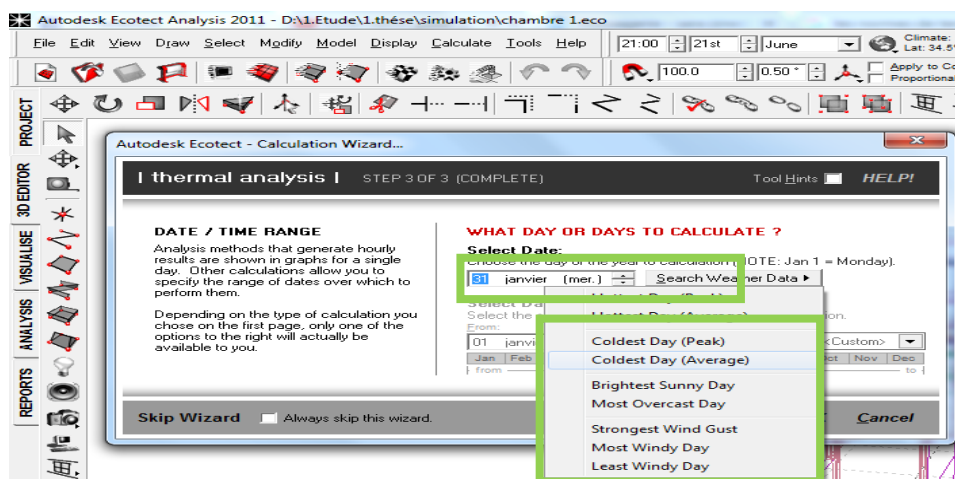 Autodesk Ecotect Analysis 2011 - D:\1.Etude\1.thése\simulation\chambre 1.eco
File Edit View Draw Select Modify Model Display Calculate Tools Help
21:00 21st June
Climate:
Lat: 34.5°
100.0 0.50 °
Apply to Co
Proportional
PROJECT
3D EDITOR
VISUALISE
ANALYSIS
REPORTS
Autodesk Ecotect - Calculation Wizard...
| thermal analysis | STEP 3 OF 3 (COMPLETE)
Tool Hints HELP!
DATE / TIME RANGE
Analysis methods that generate hourly
results are shown in graphs for a single
day. Other calculations allow you to
specify the range of dates over which to
perform them.
Depending on the type of calculation you
chose on the first page, only one of the
options to the right will actually be
available to you.
WHAT DAY OR DAYS TO CALCULATE ?
Select Date:
Choose the day of the year to calculation (NOTE: Jan 1 = Monday).
31 janvier (mer.) Search Weather Data
Hottest Day (Average)
Select the
From:
01 janvi
<Custom>
Jan Feb
Nov Dec
from
to
Coldest Day (Peak)
Coldest Day (Average)
Brightest Sunny Day
Most Overcast Day
Strongest Wind Gust
Most Windy Day
Least Windy Day
Skip Wizard Always skip this wizard.
Cancel